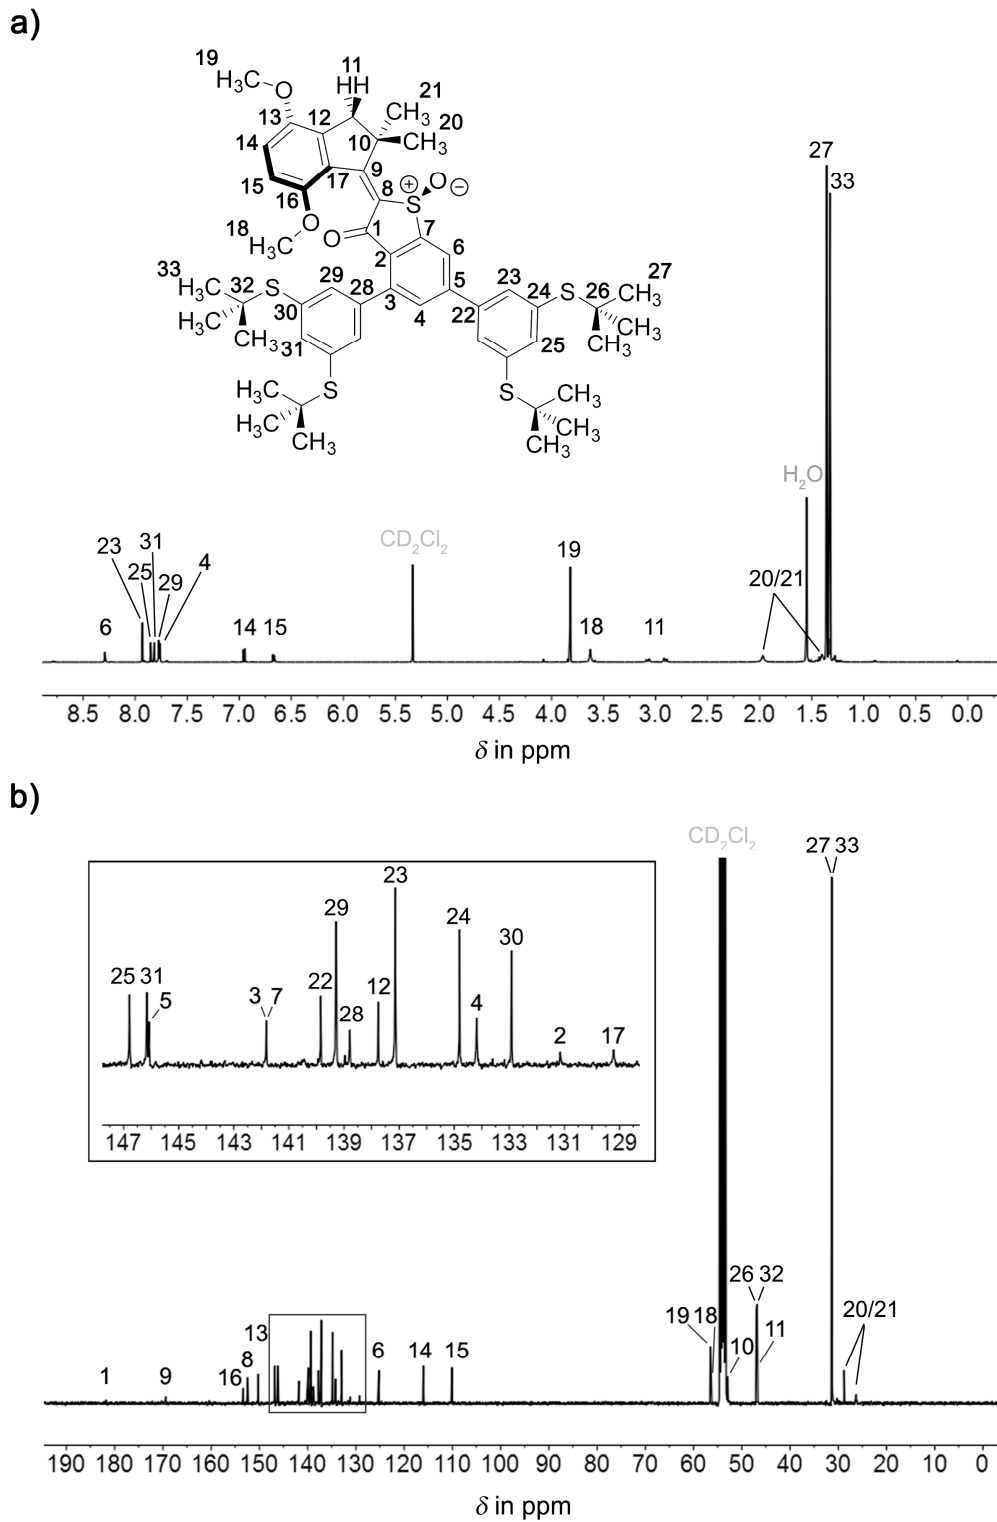 a)
19 11
H₃C O HH 21
13 12 CH₃ 20
14 10 CH₃
15 17 9
16 8 S⁺ O⊖
O 1 7
18 H₃C O 2 6
33 29 5 23 27
H₃C 32 S 28 3 24 S 26 CH₃
H₃C 30 4 22 CH₃
CH₃ 31 25 CH₃
H₃C S S CH₃
H₃C CH₃
CH₃ CH₃
27
33
H₂O
CD₂Cl₂
23 31 25 29 4
19
20/21
6 14 15 18 11
8.5 8.0 7.5 7.0 6.5 6.0 5.5 5.0 4.5 4.0 3.5 3.0 2.5 2.0 1.5 1.0 0.5 0.0
δ in ppm
b)
CD₂Cl₂
27 33
23
29
24
30
25 31 5 3 7 22 28 12 4 2 17
147 145 143 141 139 137 135 133 131 129
26 32
19 18 10 11 20/21
1 9 16 8 13 6 14 15
190 180 170 160 150 140 130 120 110 100 90 80 70 60 50 40 30 20 10 0
δ in ppm